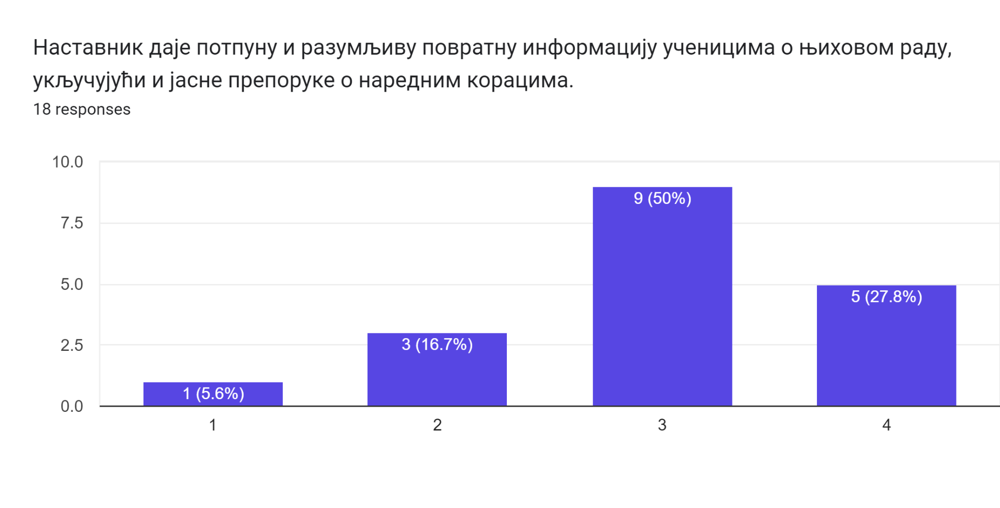 Наставник даје потпуну и разумљиву повратну информацију ученицима о њиховом раду,
укључујући и јасне препоруке о наредним корацима.
18 responses
10.0
9 (50%)
7.5
5.0
5 (27.8%)
2.5
3 (16.7%)
1 (5.6%)
0.0
1 2 3 4